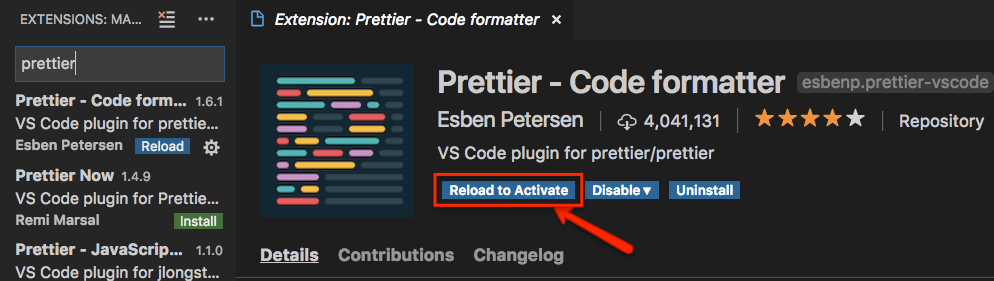 EXTENSIONS: MA...
prettier
Prettier - Code form... 1.6.1
VS Code plugin for prettie...
Esben Petersen Reload
Prettier Now 1.4.9
VS Code plugin for Prettie...
Remi Marsal Install
Prettier - JavaScrip... 1.1.0
VS Code plugin for jlongst...
Extension: Prettier - Code formatter
Prettier - Code formatter esbenp.prettier-vscode
Esben Petersen 4,041,131 Repository
VS Code plugin for prettier/prettier
Reload to Activate Disable Uninstall
Details Contributions Changelog